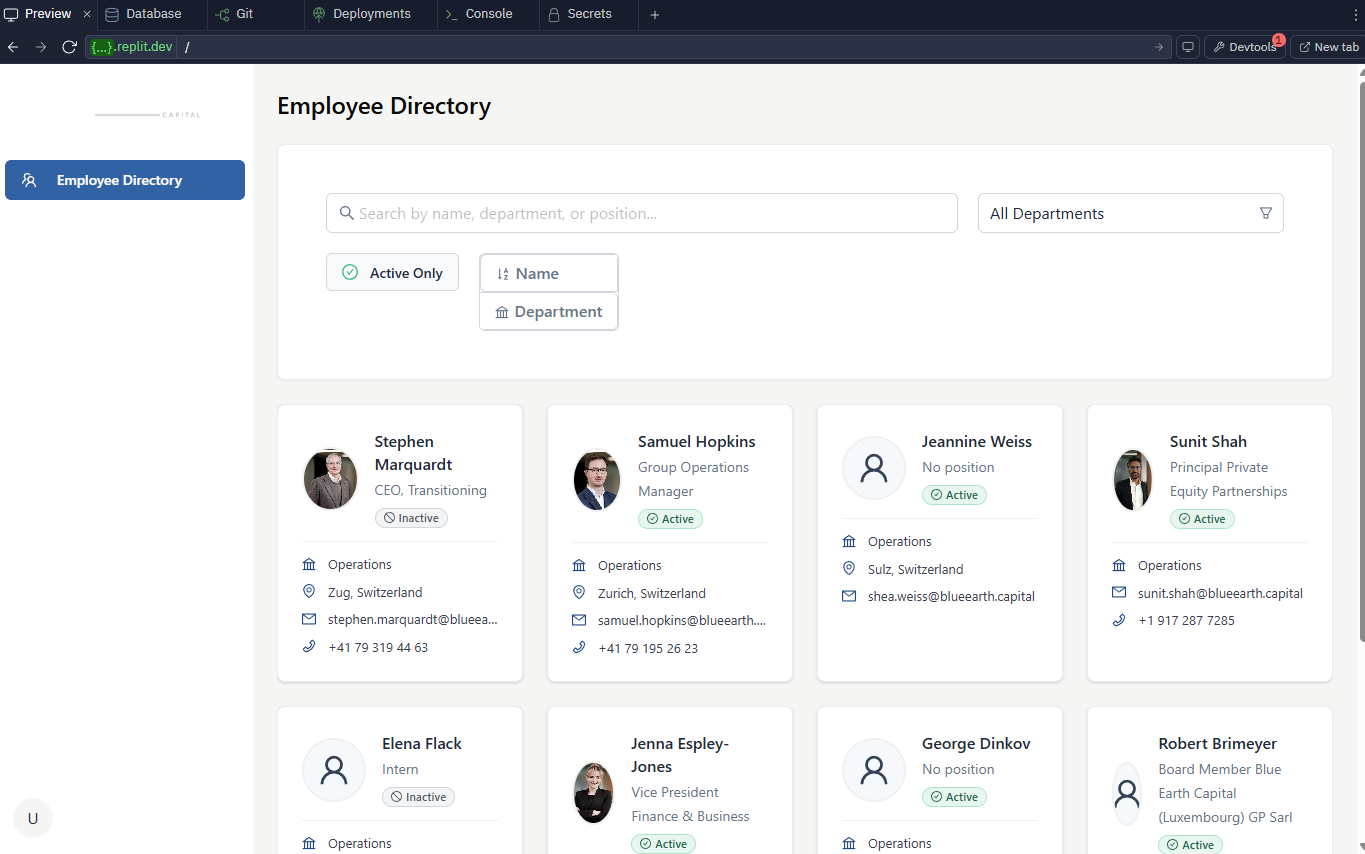 Preview
Database
Git
Deployments
Console
Secrets
{...}.replit.dev /
Devtools 1
New tab
CAPITAL
Employee Directory
Employee Directory
Search by name, department, or position...
All Departments
Active Only
Name
Department
Stephen
Marquardt
CEO, Transitioning
Inactive
Operations
Zug, Switzerland
stephen.marquardt@blueea...
+41 79 319 44 63
Samuel Hopkins
Group Operations
Manager
Active
Operations
Zurich, Switzerland
samuel.hopkins@blueearth....
+41 79 195 26 23
Jeannine Weiss
No position
Active
Operations
Sulz, Switzerland
shea.weiss@blueearth.capital
Sunit Shah
Principal Private
Equity Partnerships
Active
Operations
sunit.shah@blueearth.capital
+1 917 287 7285
Elena Flack
Intern
Inactive
Operations
Jenna Espley-
Jones
Vice President
Finance & Business
Active
George Dinkov
No position
Active
Operations
Robert Brimeyer
Board Member Blue
Earth Capital
(Luxembourg) GP Sarl
Active
U